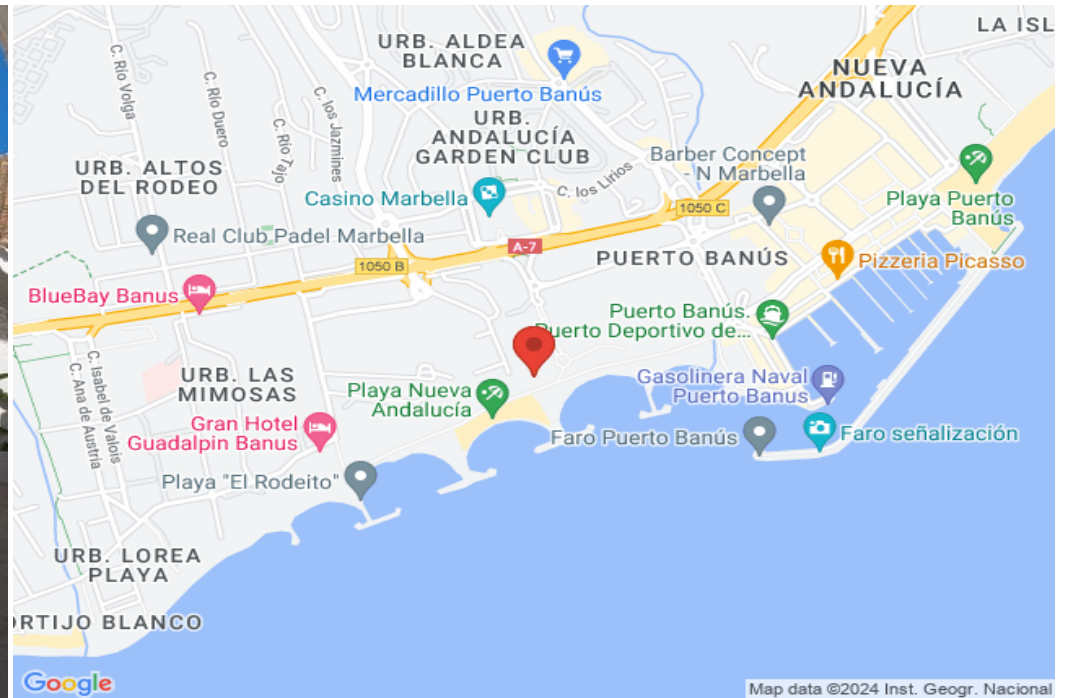 LA ISL
URB. ALDEA
BLANCA
Mercadillo Puerto Banús
NUEVA
ANDALUCÍA
C. Río Volga
C. Río Duero
C. Río Tajo
C. los Jazmines
URB.
ANDALUCÍA
GARDEN CLUB
C. los Lirios
Barber Concept
- N Marbella
URB. ALTOS
DEL RODEO
Casino Marbella
1050 C
Playa Puerto
Banús
Real Club Padel Marbella
A-7
1050 B
PUERTO BANÚS
Pizzeria Picasso
BlueBay Banus
Puerto Banús.
Puerto Deportivo de...
C. Isabel de Valois
C. Ana de Austria
URB. LAS
MIMOSAS
Playa Nueva
Andalucía
Gasolinera Naval
Puerto Banus
Gran Hotel
Guadalpin Banus
Faro Puerto Banús
Faro señalización
Playa "El Rodeito"
URB. LOREA
PLAYA
ORTIJO BLANCO
Google
Map data ©2024 Inst. Geogr. Nacional